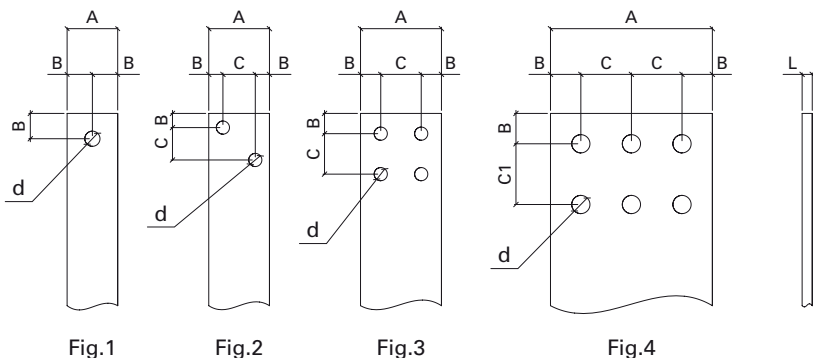 A A A A
B B B C B B C B B C C B L
B B B B
C C C1
d d d d
Fig.1 Fig.2 Fig.3 Fig.4